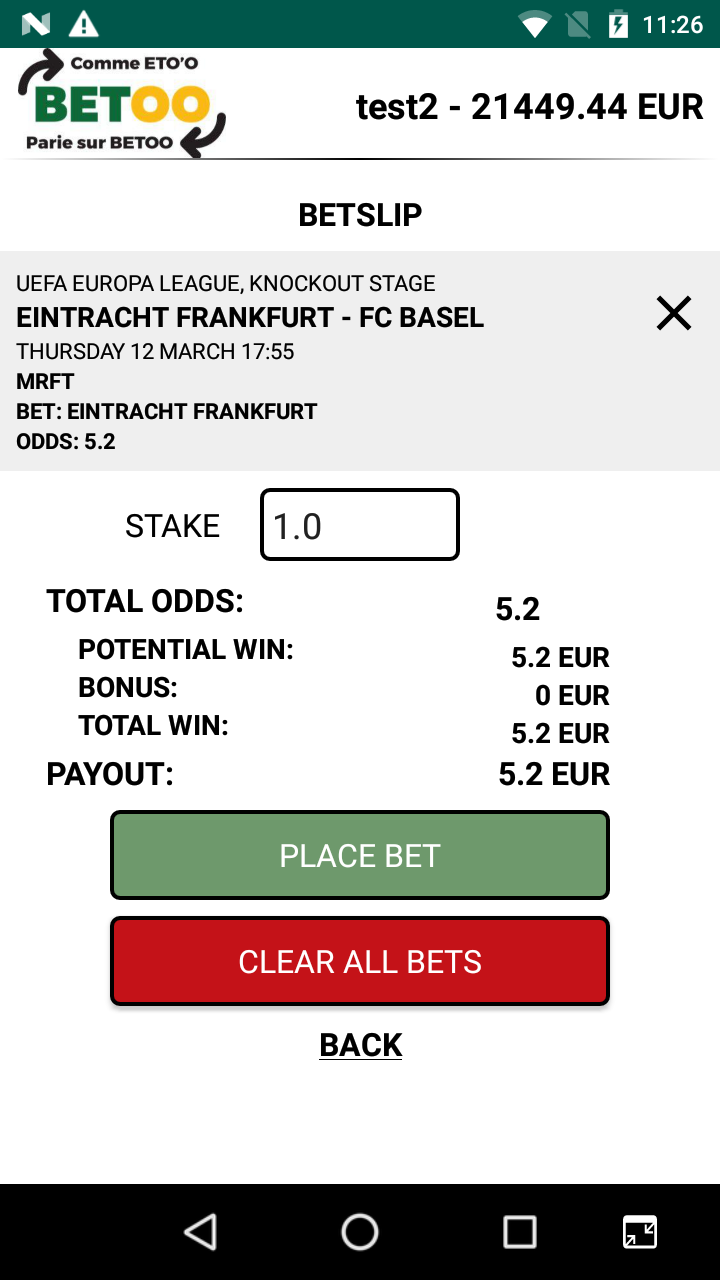 11:26
Comme ETO'O
BETOO
Parie sur BETOO
test2 - 21449.44 EUR
BETSLIP
UEFA EUROPA LEAGUE, KNOCKOUT STAGE
EINTRACHT FRANKFURT - FC BASEL
THURSDAY 12 MARCH 17:55
MRFT
BET: EINTRACHT FRANKFURT
ODDS: 5.2
STAKE 1.0
TOTAL ODDS: 5.2
POTENTIAL WIN: 5.2 EUR
BONUS: 0 EUR
TOTAL WIN: 5.2 EUR
PAYOUT: 5.2 EUR
PLACE BET
CLEAR ALL BETS
BACK